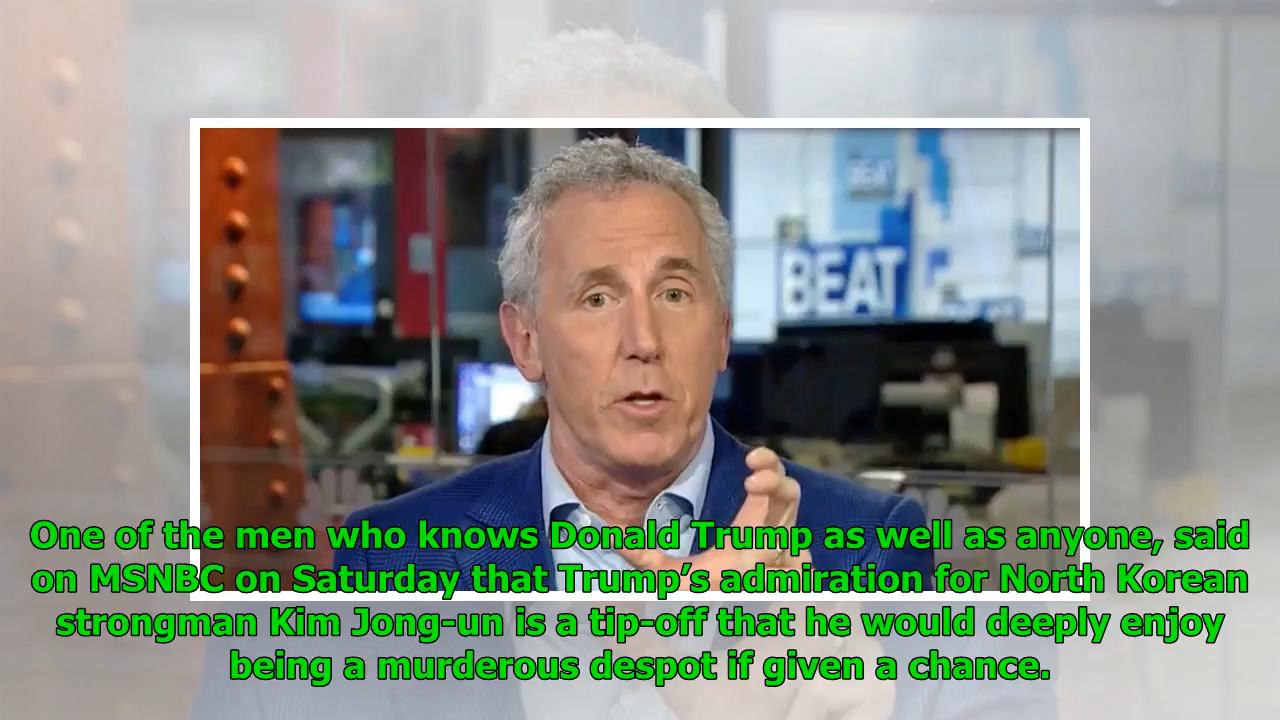 BEAT
BEAT
One of the men who knows Donald Trump as well as anyone, said
on MSNBC on Saturday that Trump’s admiration for North Korean
strongman Kim Jong-un is a tip-off that he would deeply enjoy
being a murderous despot if given a chance.